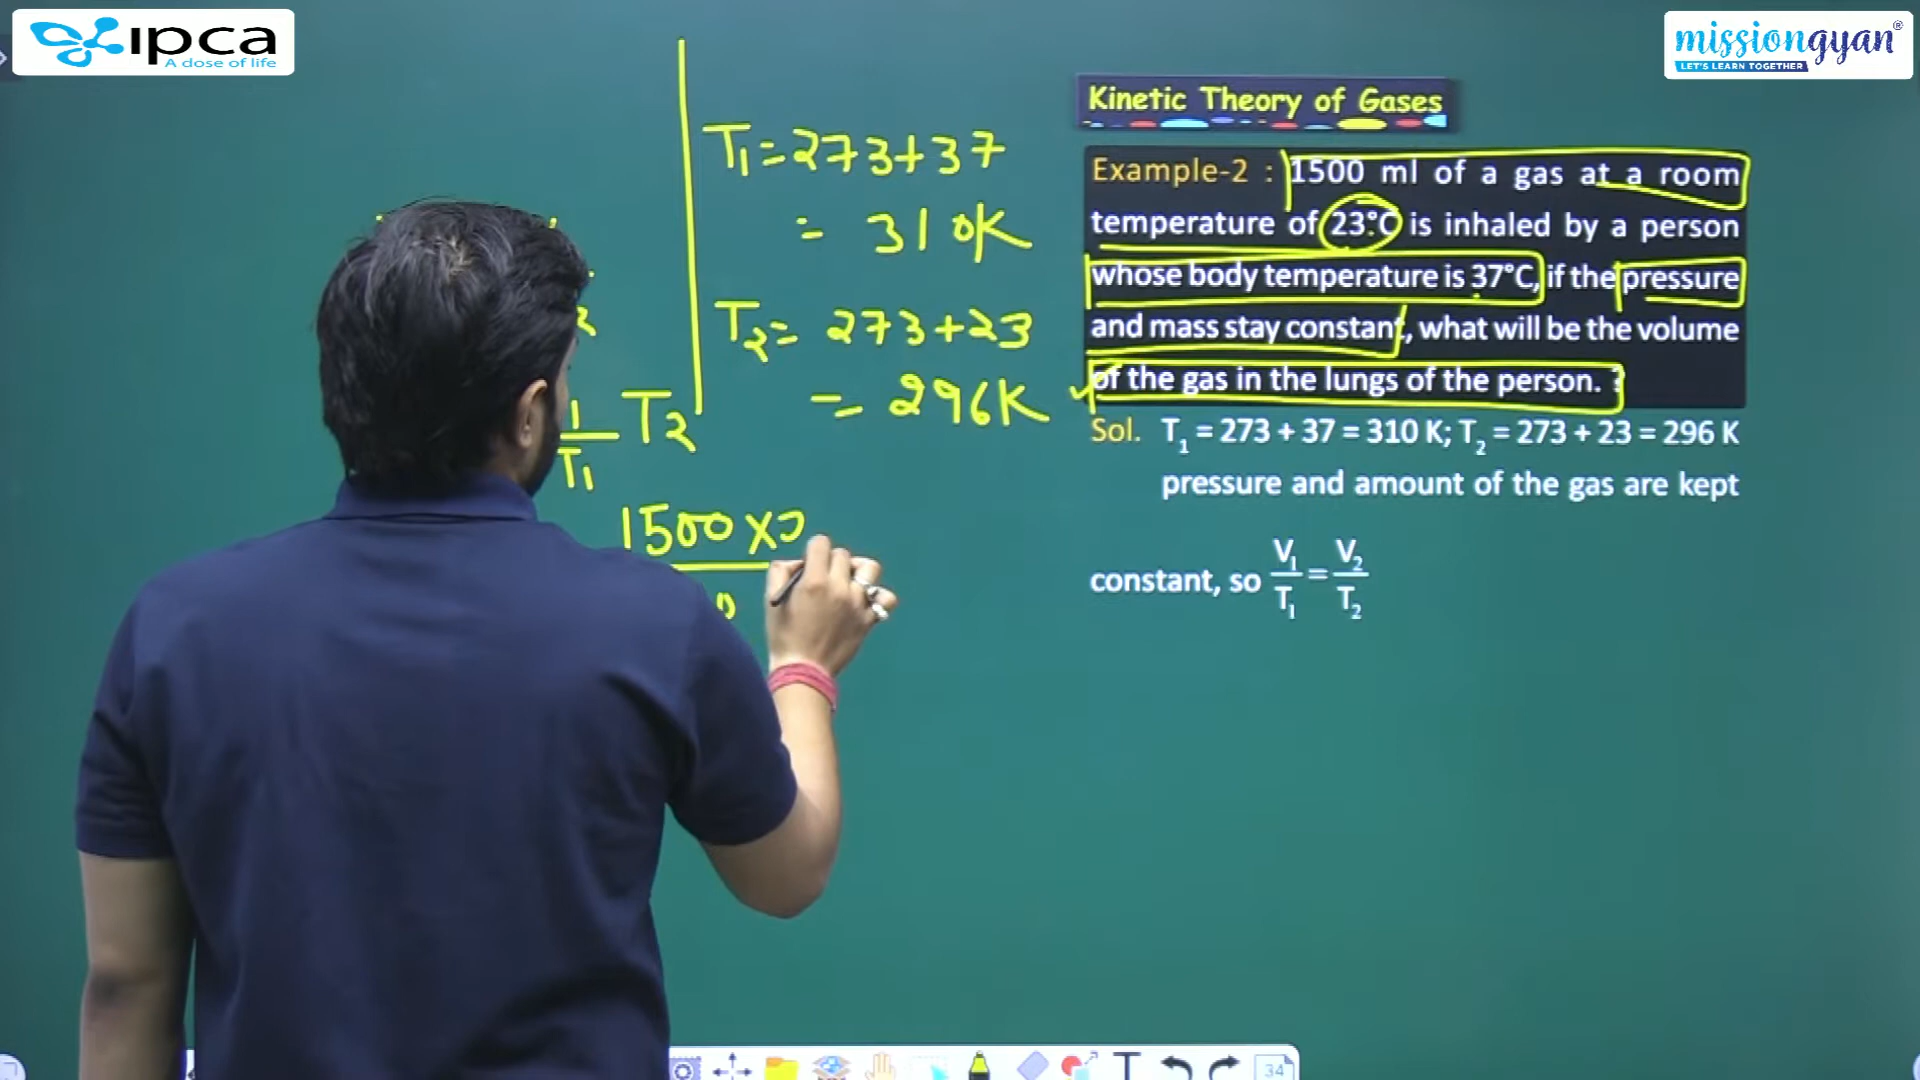 ipca
A dose of life
missiongyan®
LET'S LEARN TOGETHER
Kinetic Theory of Gases
Example-2 : 1500 ml of a gas at a room
temperature of 23°C is inhaled by a person
whose body temperature is 37°C, if the pressure
and mass stay constant, what will be the volume
of the gas in the lungs of the person. ?
Sol. T₁ = 273 + 37 = 310 K; T₂ = 273 + 23 = 296 K
pressure and amount of the gas are kept
constant, so V₁/T₁ = V₂/T₂
T₁ = 273+37
= 310K
T₂ = 273+23
= 296K
T₂
T₁
1500 ×
34